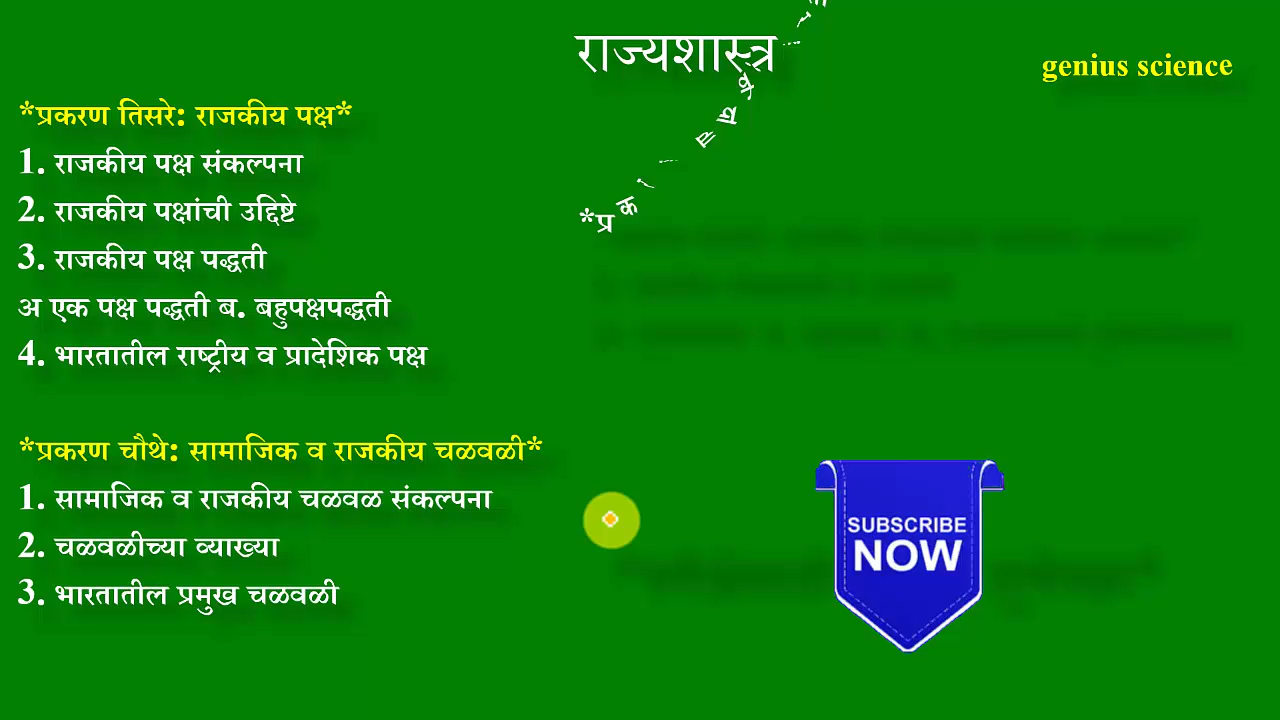 राज्यशास्त्र
genius science
*प्रकरण तिसरे: राजकीय पक्ष*
1. राजकीय पक्ष संकल्पना
2. राजकीय पक्षांची उद्दिष्टे
3. राजकीय पक्ष पद्धती
अ एक पक्ष पद्धती ब. बहुपक्षपद्धती
4. भारतातील राष्ट्रीय व प्रादेशिक पक्ष
*प्रकरण चौथे: सामाजिक व राजकीय चळवळी*
1. सामाजिक व राजकीय चळवळ संकल्पना
2. चळवळीच्या व्याख्या
3. भारतातील प्रमुख चळवळी
*प्रक
SUBSCRIBE
NOW